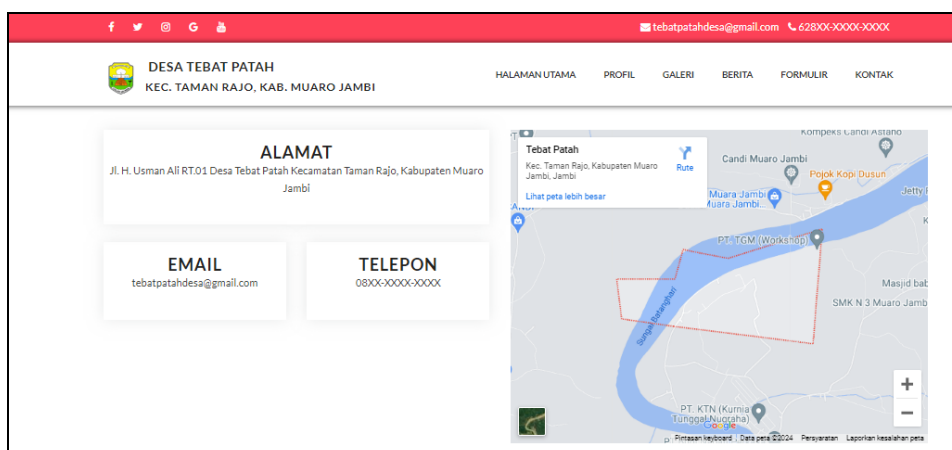 tebatpatahdesa@gmail.com 628XX-XXXX-XXXX
DESA TEBAT PATAH
KEC. TAMAN RAJO, KAB. MUARO JAMBI
HALAMAN UTAMA PROFIL GALERI BERITA FORMULIR KONTAK
ALAMAT
Jl. H. Usman Ali RT.01 Desa Tebat Patah Kecamatan Taman Rajo, Kabupaten Muaro
Jambi
EMAIL
tebatpatahdesa@gmail.com
TELEPON
08XX-XXXX-XXXX
Tebat Patah
Kec. Taman Rajo, Kabupaten Muaro
Jambi, Jambi
Rute
Lihat peta lebih besar
Kompleks Candi Astano
Candi Muaro Jambi
Pojok Kopi Dusun
Muara Jambi
Muara Jambi...
Jetty
PT. TGM (Workshop)
Masjid bab
SMK N 3 Muaro Jamb
Sungai Batanghari
PT. KTN (Kurnia
Tunggal Nugraha)
Google
Pintasan keyboard Data peta ©2024 Persyaratan Laporkan kesalahan peta